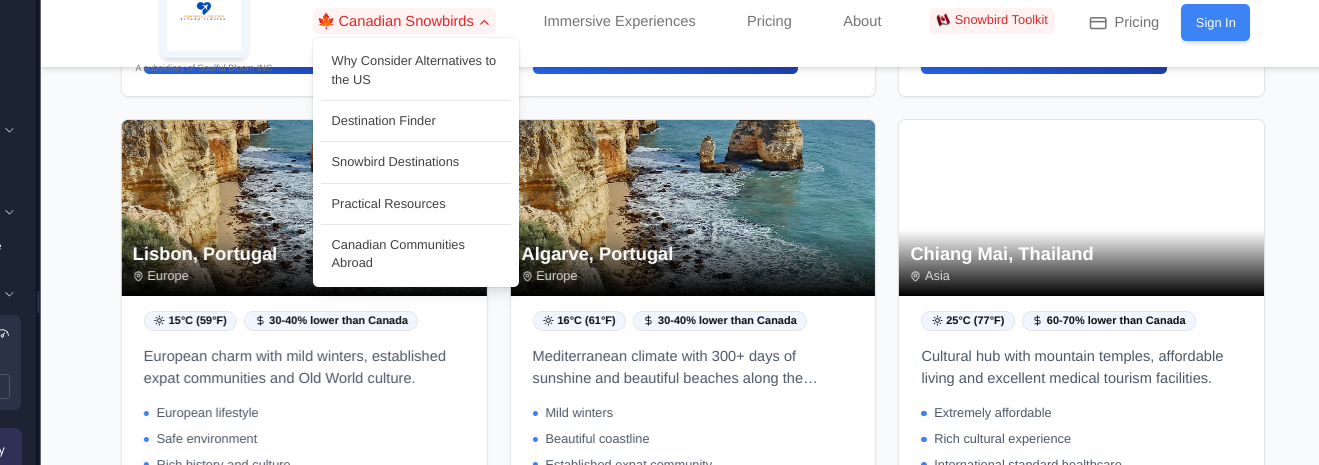 Canadian Snowbirds
Immersive Experiences
Pricing
About
Snowbird Toolkit
Pricing
Sign In
A subsidiary of Soulful Bloom INC
Why Consider Alternatives to
the US
Destination Finder
Snowbird Destinations
Practical Resources
Canadian Communities
Abroad
Lisbon, Portugal
Europe
15°C (59°F)
30-40% lower than Canada
European charm with mild winters, established
expat communities and Old World culture.
European lifestyle
Safe environment
Rich history and culture
Algarve, Portugal
Europe
16°C (61°F)
30-40% lower than Canada
Mediterranean climate with 300+ days of
sunshine and beautiful beaches along the…
Mild winters
Beautiful coastline
Established expat community
Chiang Mai, Thailand
Asia
25°C (77°F)
60-70% lower than Canada
Cultural hub with mountain temples, affordable
living and excellent medical tourism facilities.
Extremely affordable
Rich cultural experience
International standard healthcare